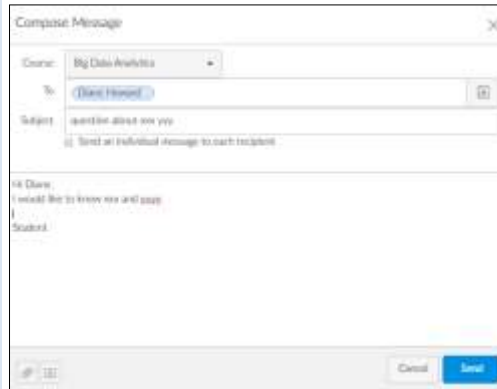 Compose Message
Course Big Data Analytics
To Diane Howard
Subject question about xxx yyy
Send an individual message to each recipient
Hi Diane
I would like to know xxx and
Student
Cancel Send